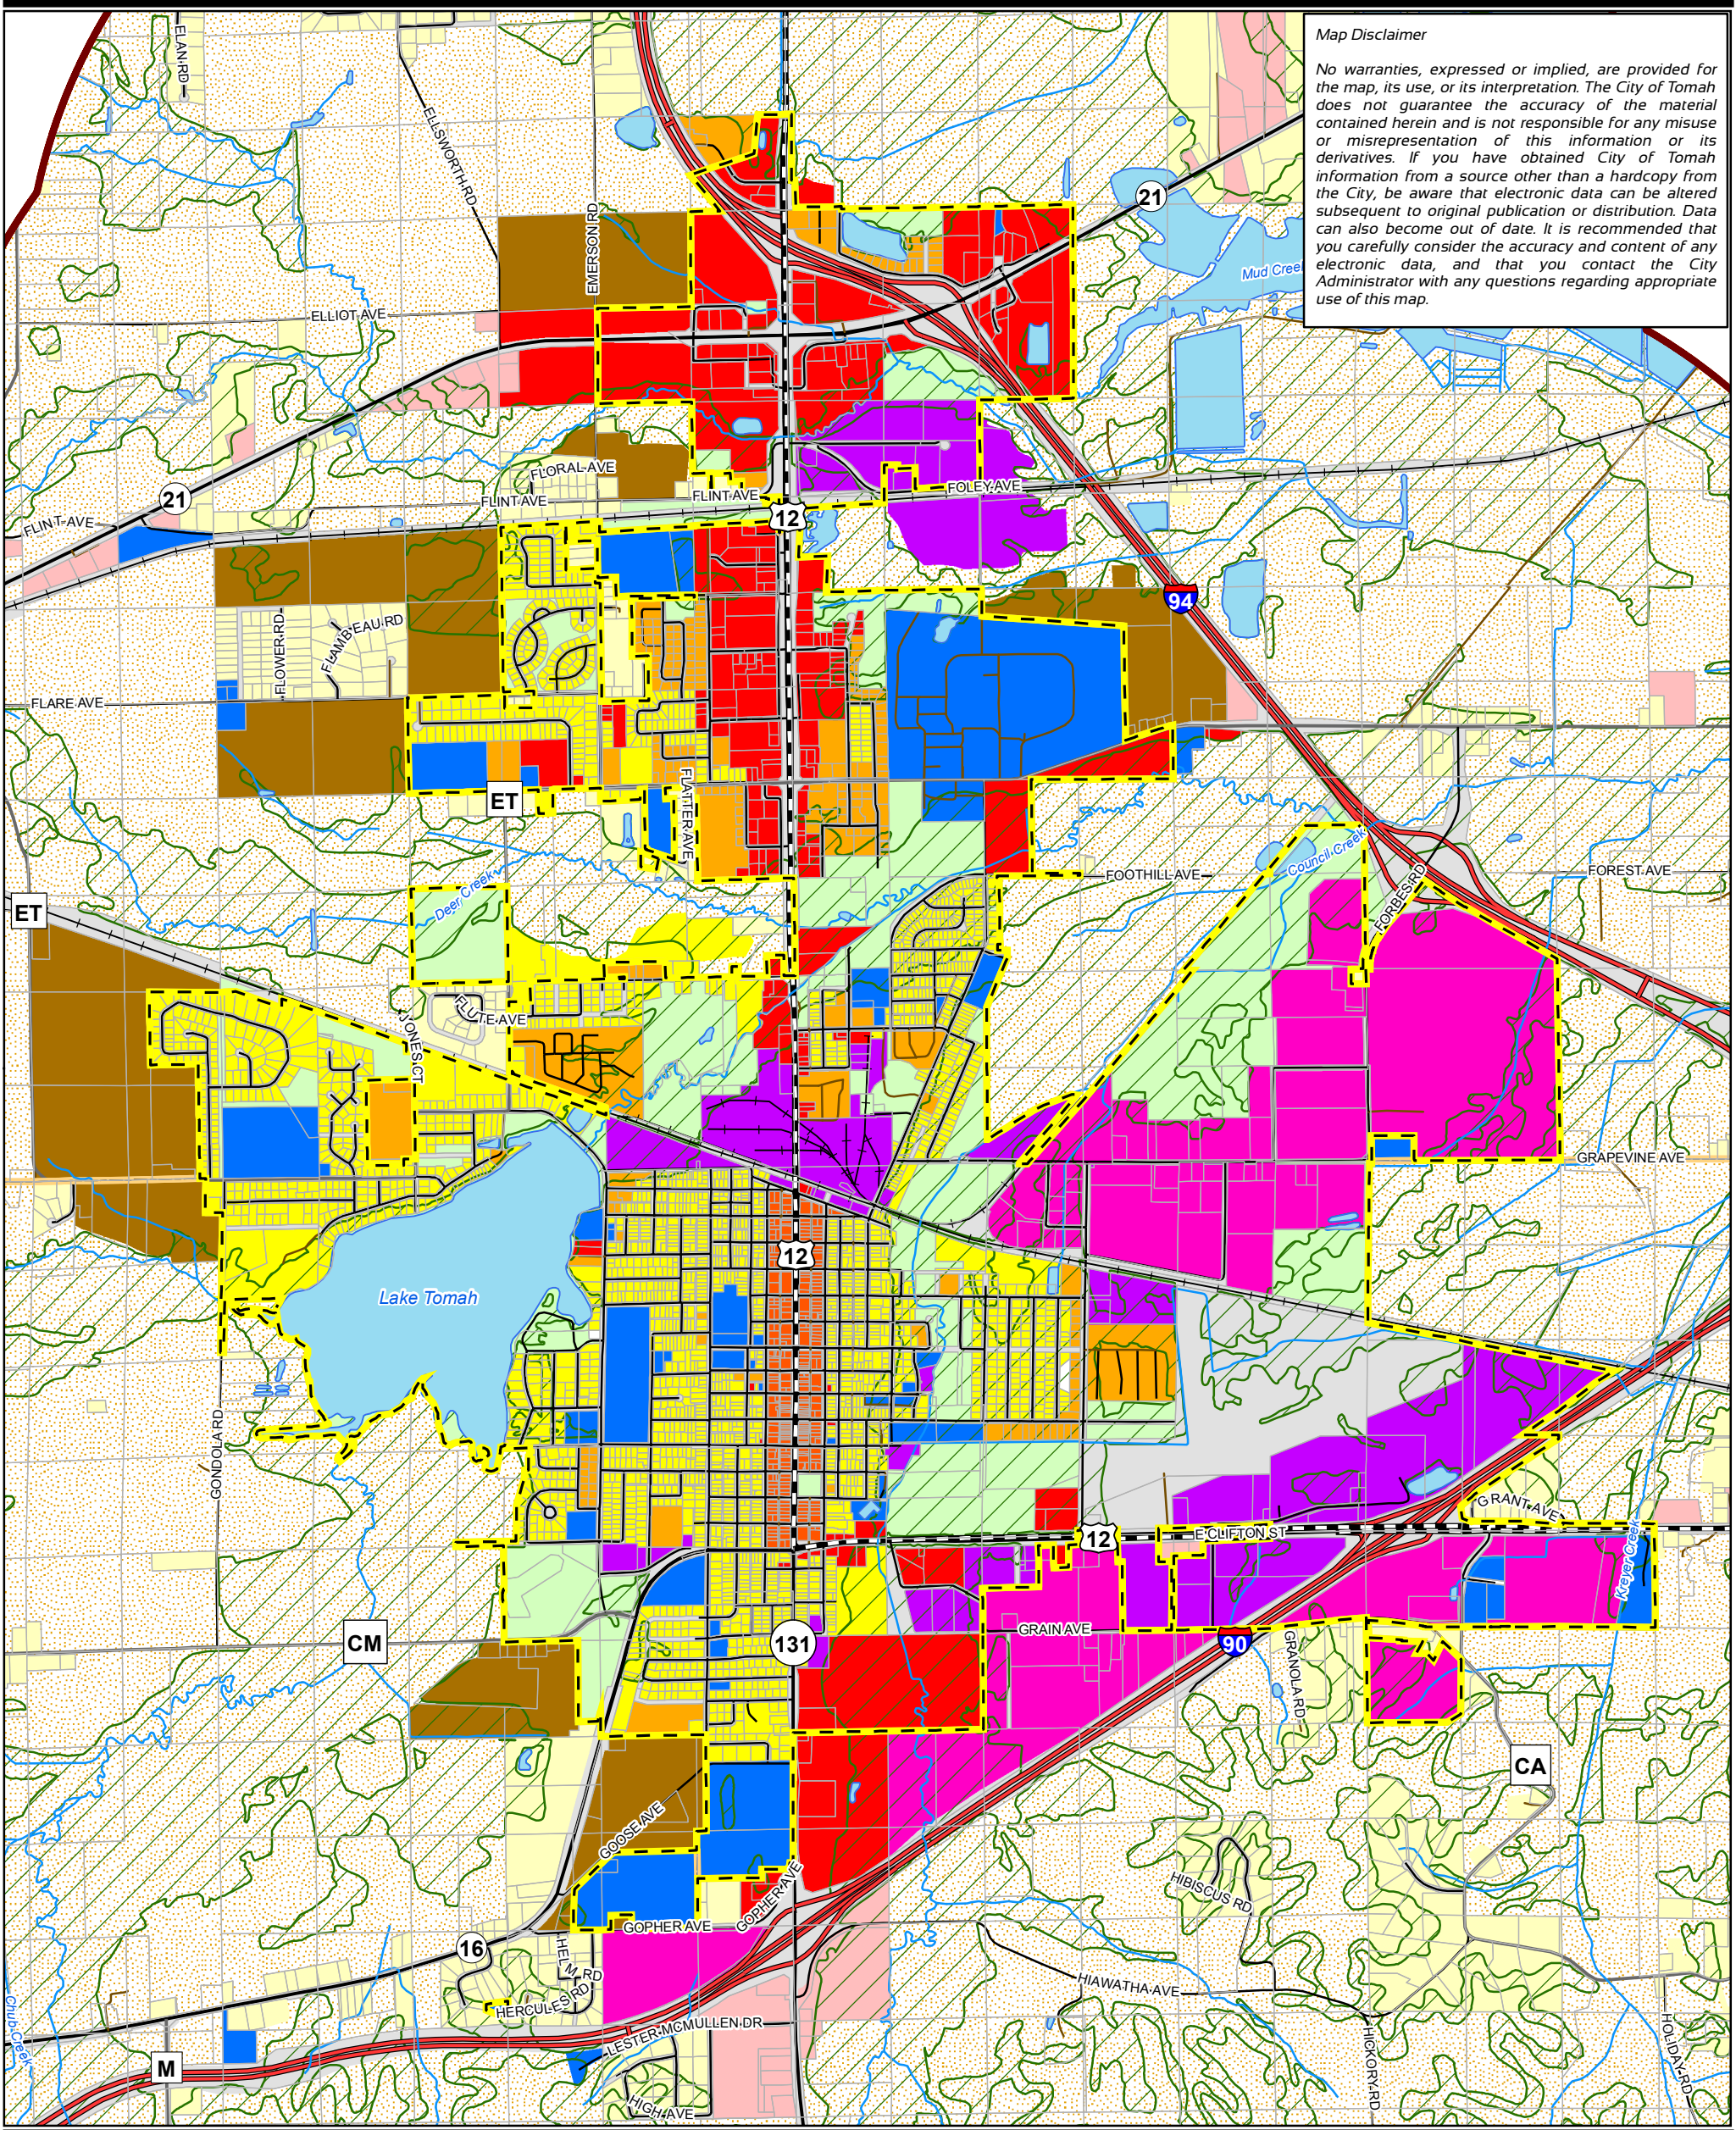 Map Disclaimer
No warranties, expressed or implied, are provided for
the map, its use, or its interpretation. The City of Tomah
does not guarantee the accuracy of the material
contained herein and is not responsible for any misuse
or misrepresentation of this information or its
derivatives. If you have obtained City of Tomah
information from a source other than a hardcopy from
the City, be aware that electronic data can be altered
subsequent to original publication or distribution. Data
can also become out of date. It is recommended that
you carefully consider the accuracy and content of any
electronic data, and that you contact the City
Administrator with any questions regarding appropriate
use of this map.
ELAN RD
ELLSWORTH RD
21
EMERSON RD
Mud Creek
ELLIOT AVE
FLORAL AVE
21
FLINT AVE
FLINT AVE
FOLEY AVE
FLINT AVE
12
94
FLOWER RD
FLAMBEAU RD
FLARE AVE
ET
FLATTER AVE
Council Creek
FOOTHILL AVE
FOREST AVE
Deer Creek
FORBES RD
ET
FLUTE AVE
JONES CT
GRAPEVINE AVE
12
Lake Tomah
GONDOLA RD
GRANT AVE
12
E CLIFTON ST
Kreyer Creek
CM
131
GRAIN AVE
90
GRANOLA RD
CA
GOOSE AVE
GOPHER AVE
HIBISCUS RD
GOPHER AVE
16
HELM RD
HIAWATHA AVE
HERCULES RD
LESTER MCMULLEN DR
Chub Creek
HICKORY RD
HOLIDAY RD
M
HIGH AVE